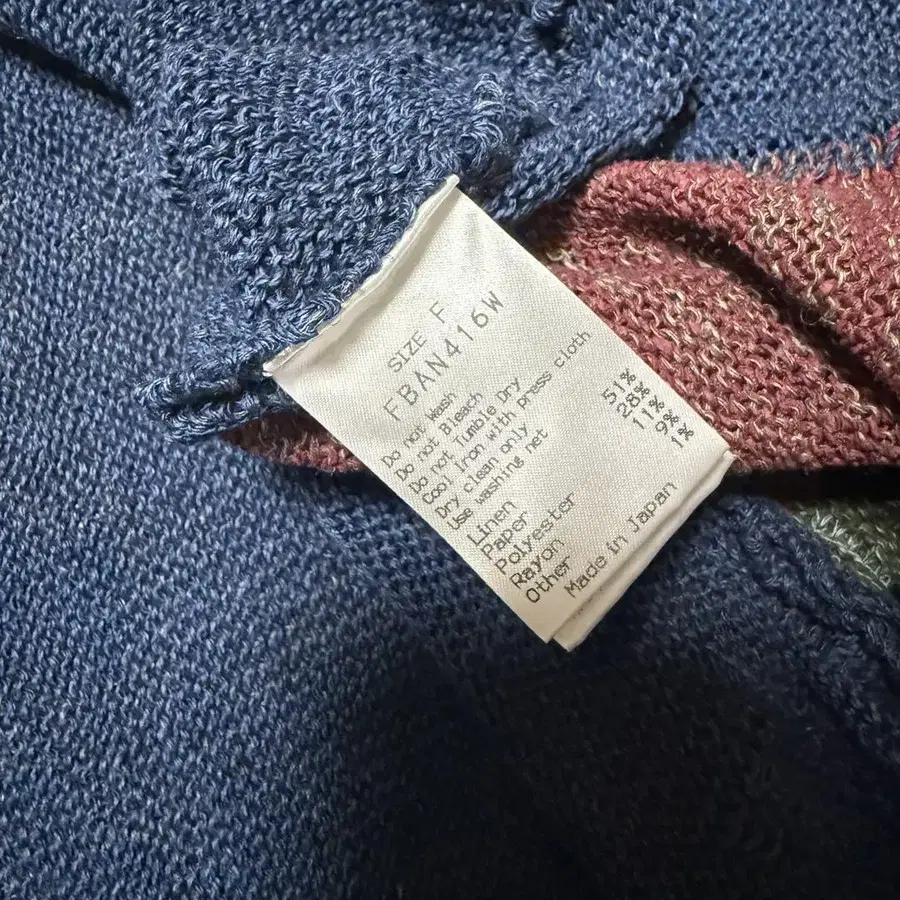 SIZE F
FBAN416W
Do not Wash
Do not Bleach
Do not Tumble Dry
Cool Iron with press cloth
Dry clean only
Use washing net
Linen 51%
Paper 28%
Polyester 11%
Rayon 9%
Other 1%
Made in Japan